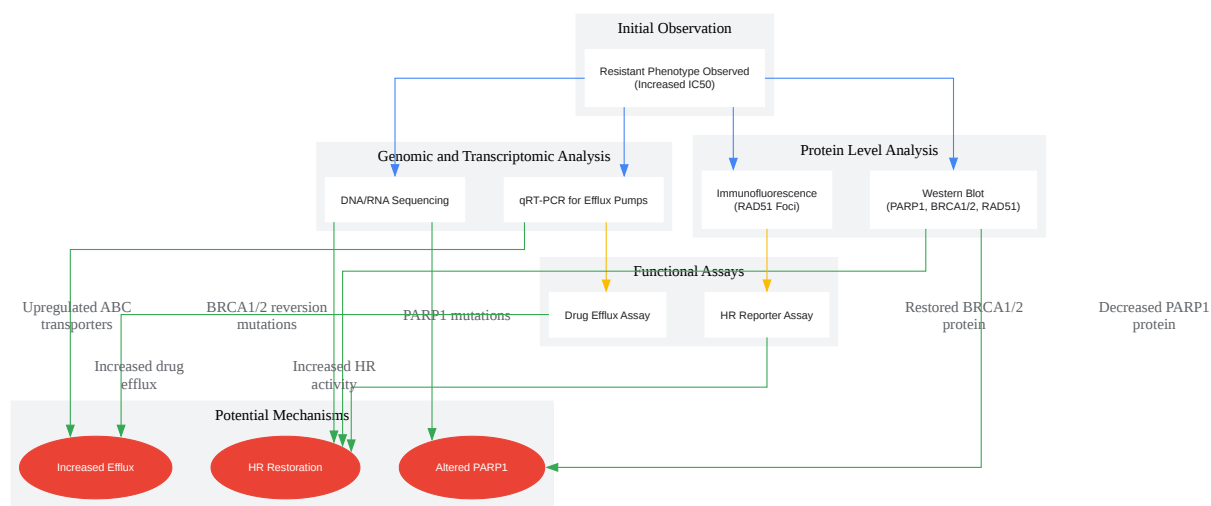 Initial Observation
Resistant Phenotype Observed
(Increased IC50)
Genomic and Transcriptomic Analysis
Protein Level Analysis
DNA/RNA Sequencing
qRT-PCR for Efflux Pumps
Immunofluorescence
(RAD51 Foci)
Western Blot
(PARP1, BRCA1/2, RAD51)
Functional Assays
Upregulated ABC
transporters
BRCA1/2 reversion
mutations
PARP1 mutations
Drug Efflux Assay
HR Reporter Assay
Restored BRCA1/2
protein
Decreased PARP1
protein
Increased drug
efflux
Increased HR
activity
Potential Mechanisms
Increased Efflux
HR Restoration
Altered PARP1